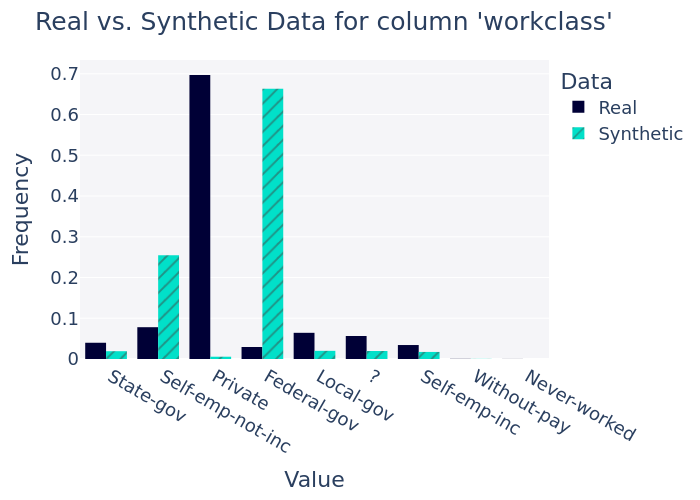 Real vs. Synthetic Data for column 'workclass'
Data
Real
Synthetic
Frequency
0.7
0.6
0.5
0.4
0.3
0.2
0.1
0
State-gov
Self-emp-not-inc
Private
Federal-gov
Local-gov
?
Self-emp-inc
Without-pay
Never-worked
Value